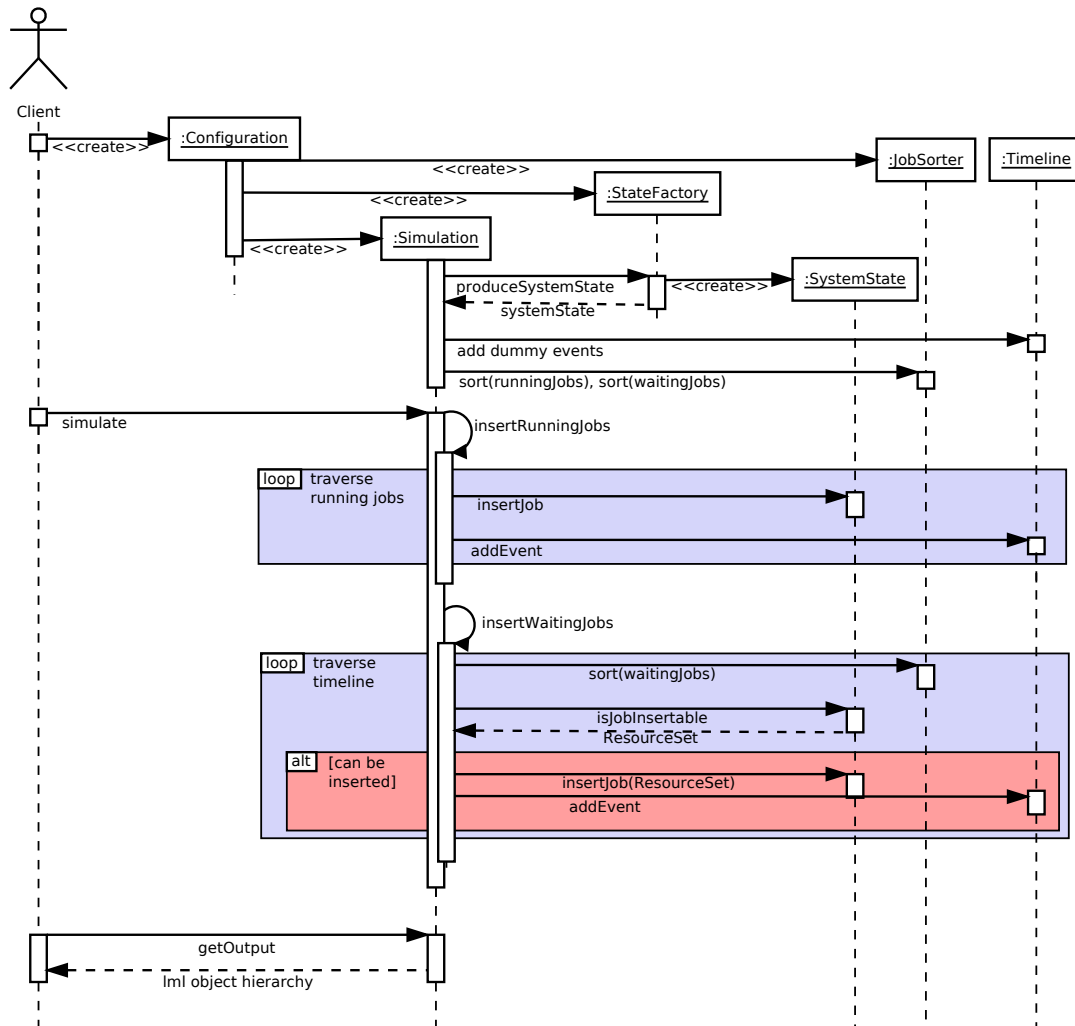 Client
:Configuration
<<create>>
<<create>>
:JobSorter
:Timeline
<<create>>
:StateFactory
<<create>>
:Simulation
produceSystemState
<<create>>
:SystemState
systemState
add dummy events
sort(runningJobs), sort(waitingJobs)
simulate
insertRunningJobs
loop
traverse
running jobs
insertJob
addEvent
insertWaitingJobs
loop
traverse
timeline
sort(waitingJobs)
isJobInsertable
ResourceSet
alt
[can be
inserted]
insertJob(ResourceSet)
addEvent
getOutput
lml object hierarchy